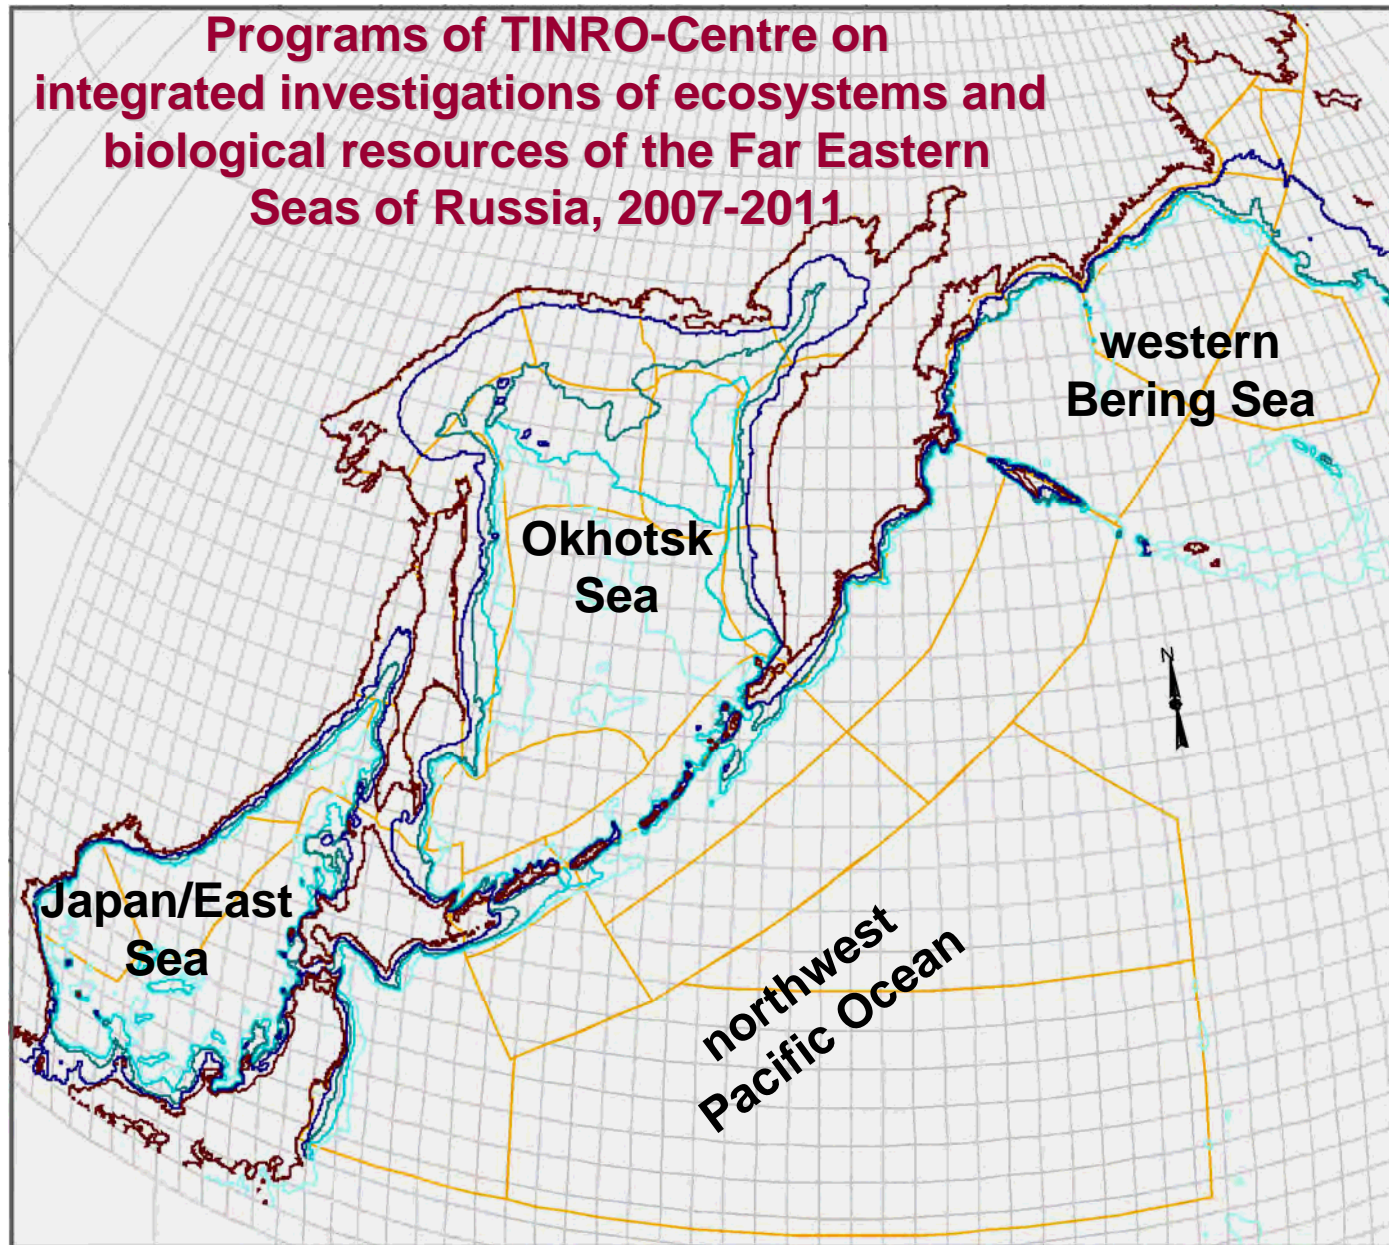 Programs of TINRO-Centre on
integrated investigations of ecosystems and
biological resources of the Far Eastern
Seas of Russia, 2007-2011
western
Bering Sea
Okhotsk
Sea
N
Japan/East
Sea
northwest
Pacific Ocean